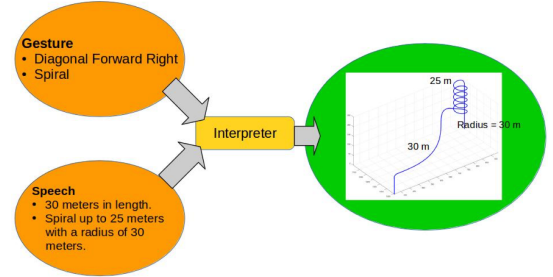 Gesture
• Diagonal Forward Right
• Spiral
Interpreter
Speech
• 30 meters in length.
• Spiral up to 25 meters
with a radius of 30
meters.
25 m
Radius = 30 m
30 m